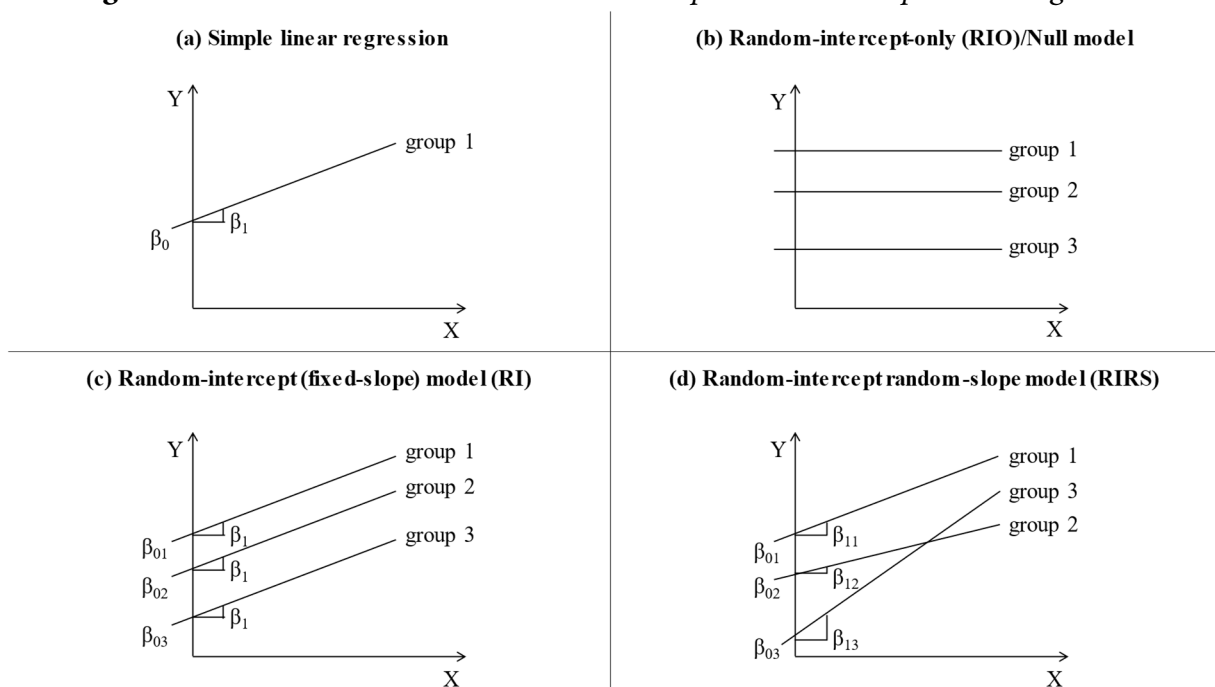 (a) Simple linear regression
Y
group 1
β1
β0
X
(b) Random-intercept-only (RIO)/Null model
Y
group 1
group 2
group 3
X
(c) Random-intercept (fixed-slope) model (RI)
Y
group 1
group 2
group 3
β01
β1
β02
β1
β03
β1
X
(d) Random-intercept random-slope model (RIRS)
Y
group 1
group 3
group 2
β01
β11
β02
β12
β03
β13
X